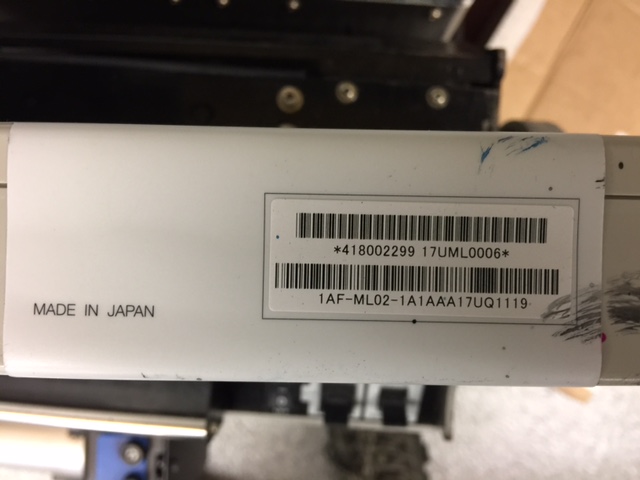 *418002299 17UML0006*
1AF-ML02-1A1AAA17UQ1119
MADE IN JAPAN